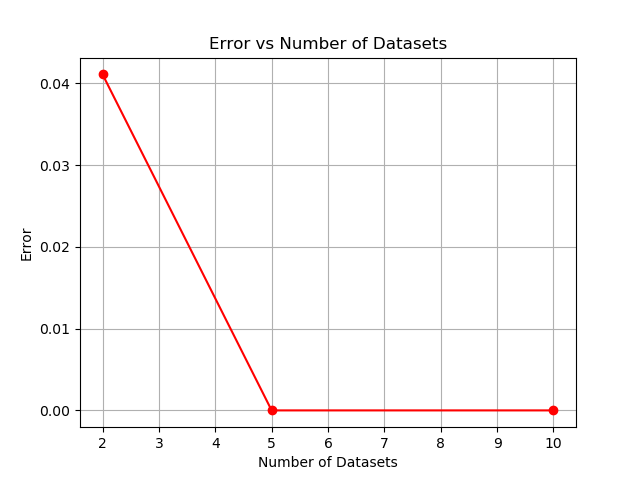 Error vs Number of Datasets
0.04
0.03
0.02
0.01
0.00
Error
2 3 4 5 6 7 8 9 10
Number of Datasets